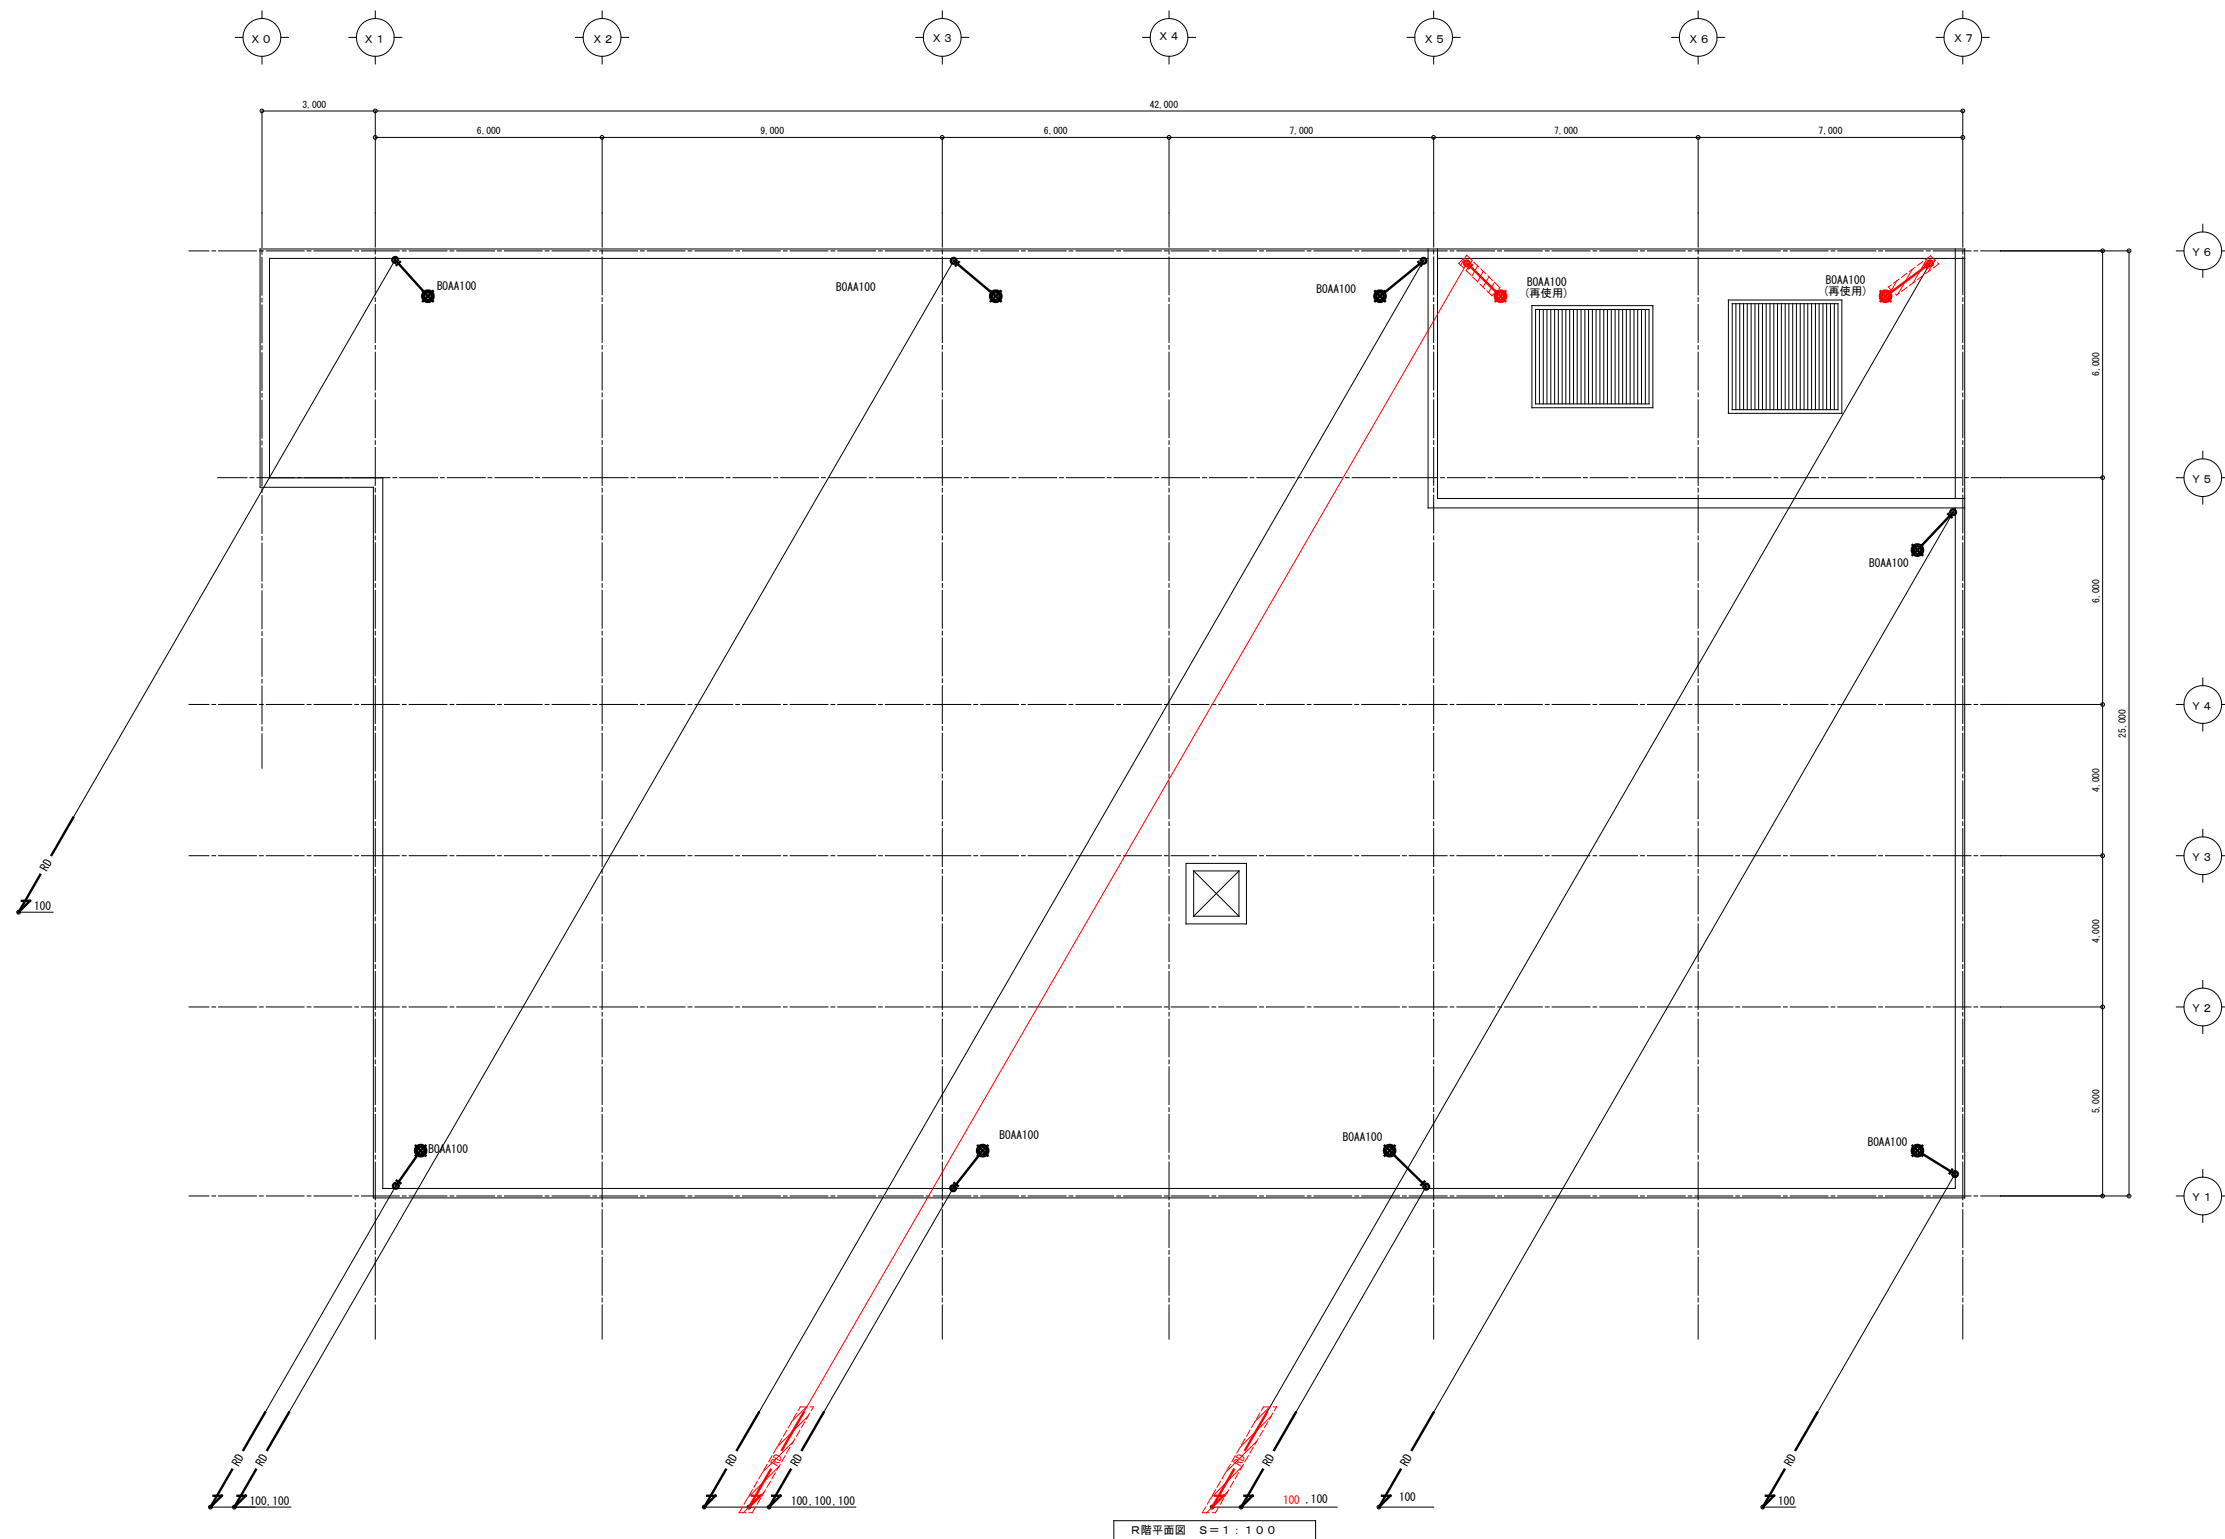 X0 X1 X2 X3 X4 X5 X6 X7
3,000 42,000
6,000 9,000 6,000 7,000 7,000 7,000
Y6
BOAA100 BOAA100 BOAA100 BOAA100 BOAA100
(再使用) (再使用)
6,000
Y5
BOAA100
6,000
Y4
25,000
4,000
Y3
RD
100
4,000
Y2
5,000
BOAA100 BOAA100 BOAA100 BOAA100
Y1
RD RD RD RD RD RD RD RD RD
100,100 100,100,100 100 .100 100 100
R階平面図 S=1:100